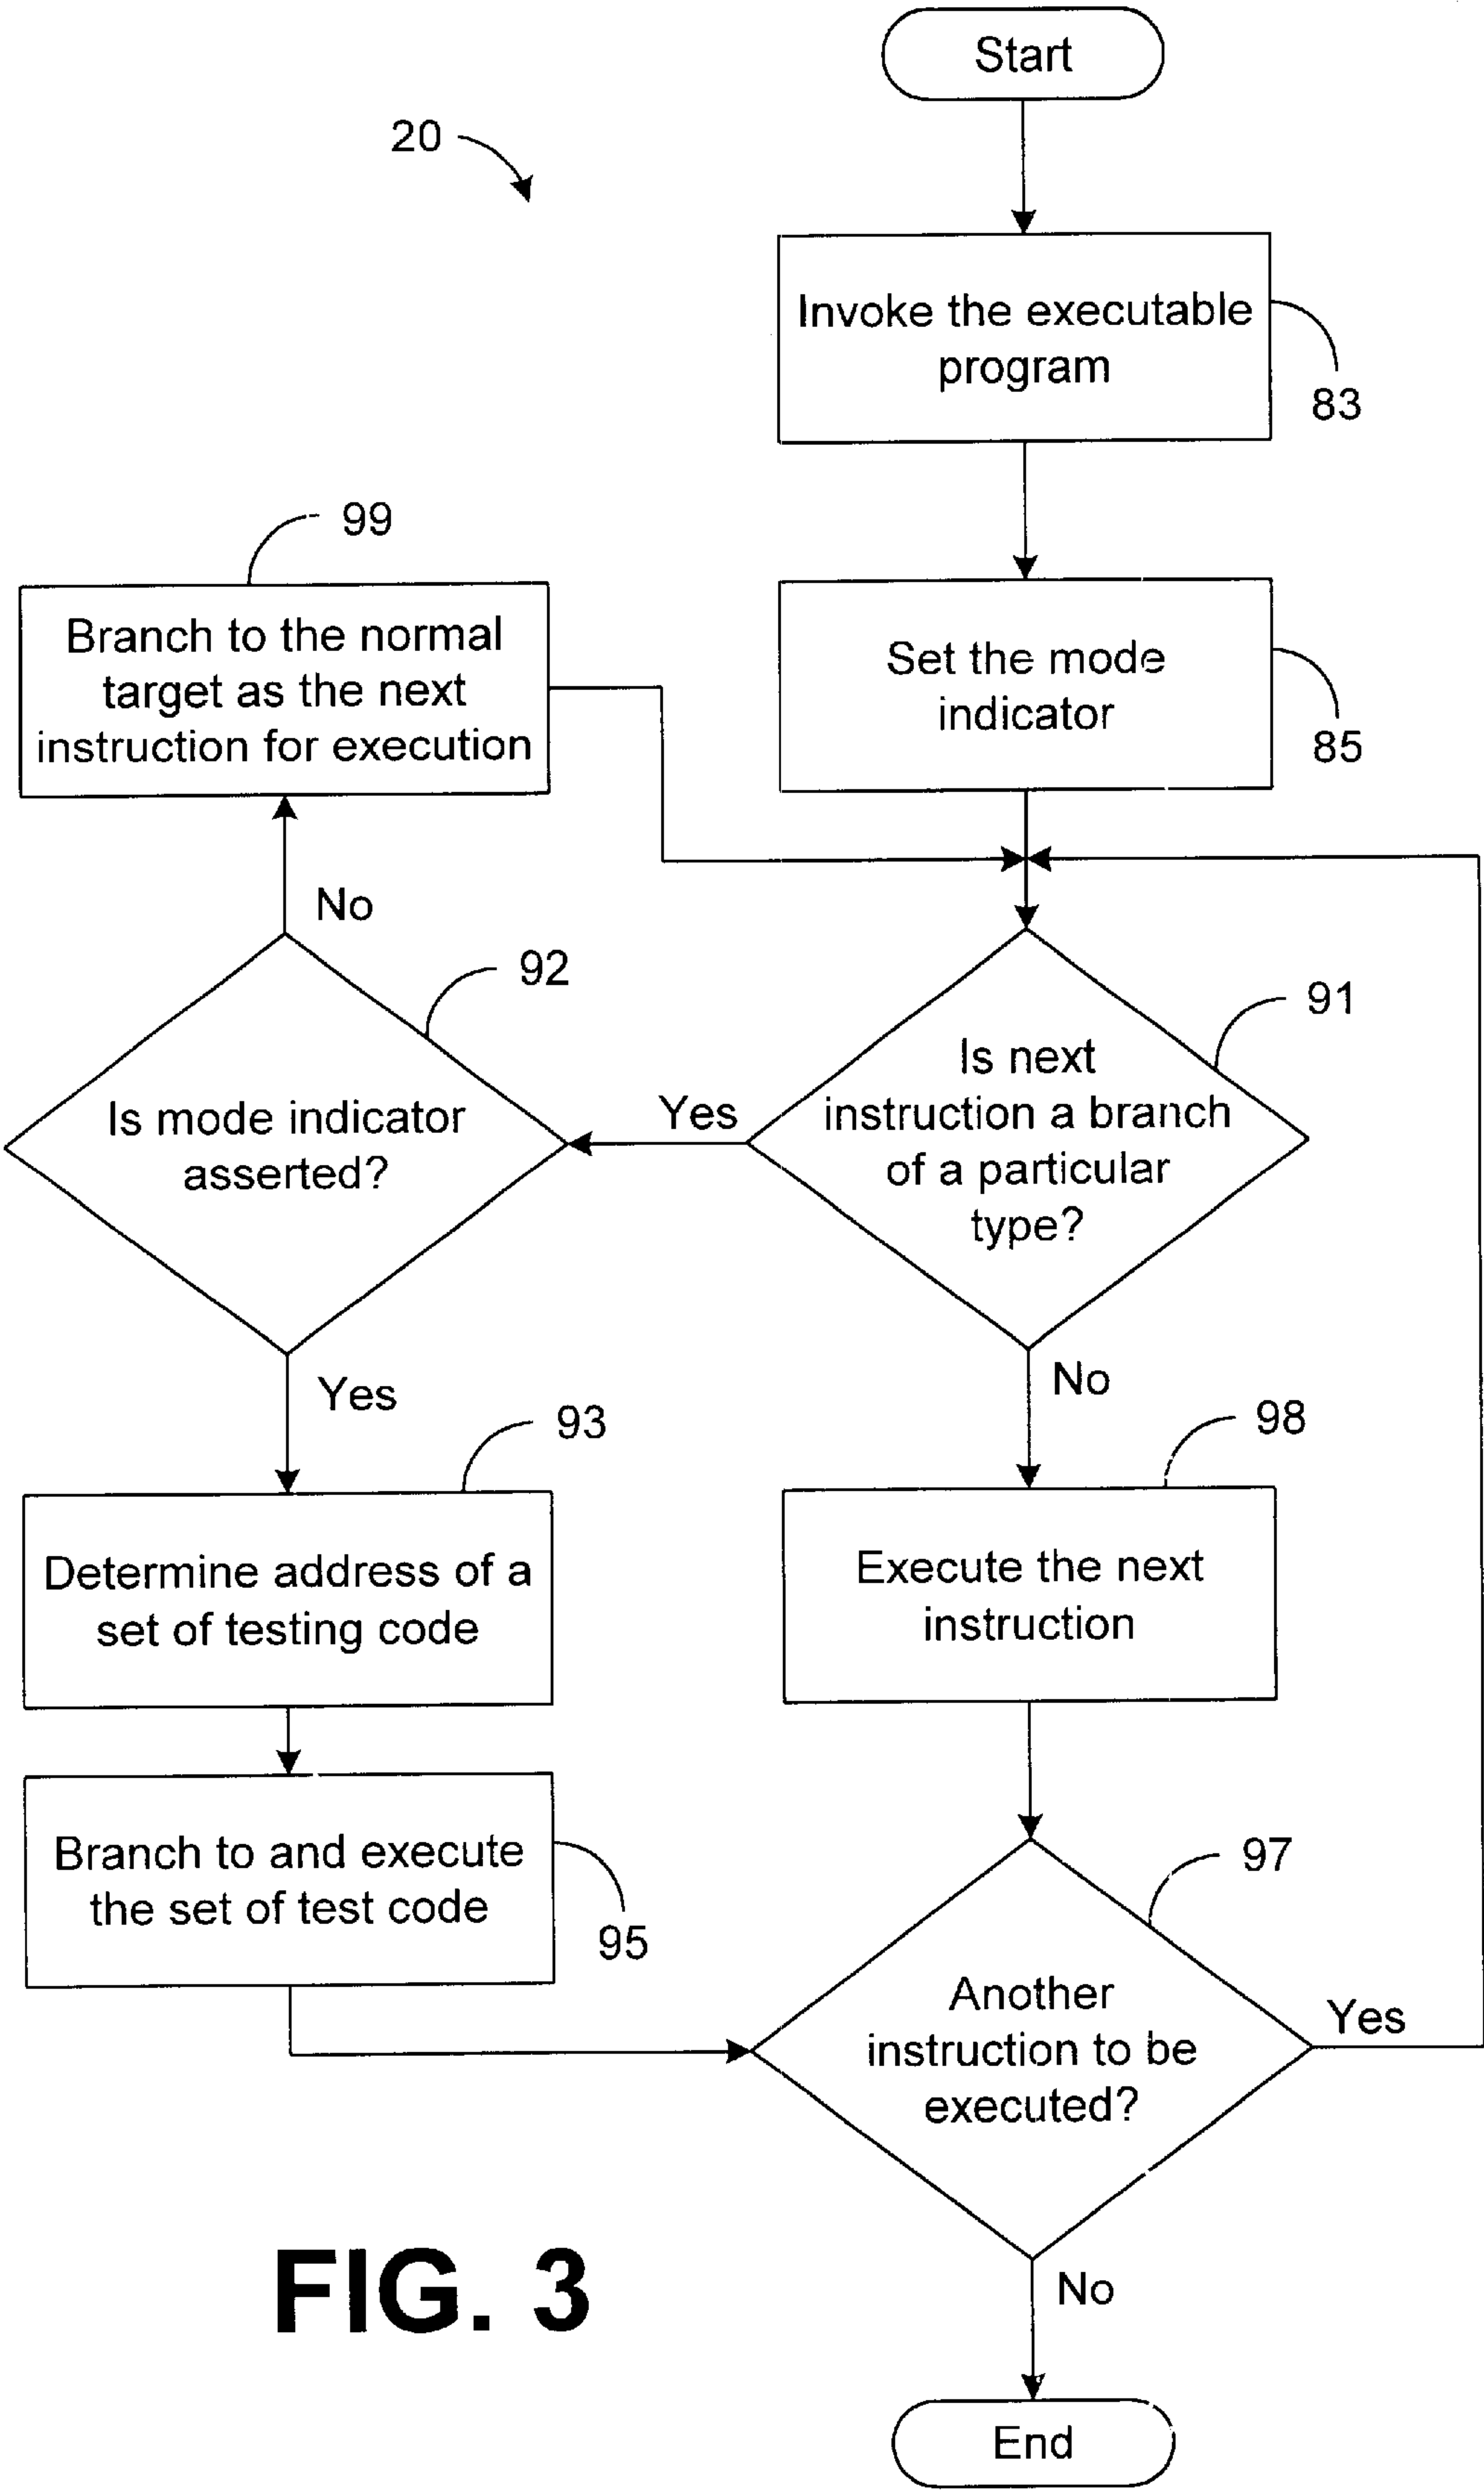 Start
20
Invoke the executable
program
83
99
Branch to the normal
target as the next
instruction for execution
Set the mode
indicator
85
No
92
91
Is mode indicator
asserted?
Yes
Is next
instruction a branch
of a particular
type?
Yes
No
93
98
Determine address of a
set of testing code
Execute the next
instruction
Branch to and execute
the set of test code
95
97
Another
instruction to be
executed?
Yes
FIG. 3
No
End